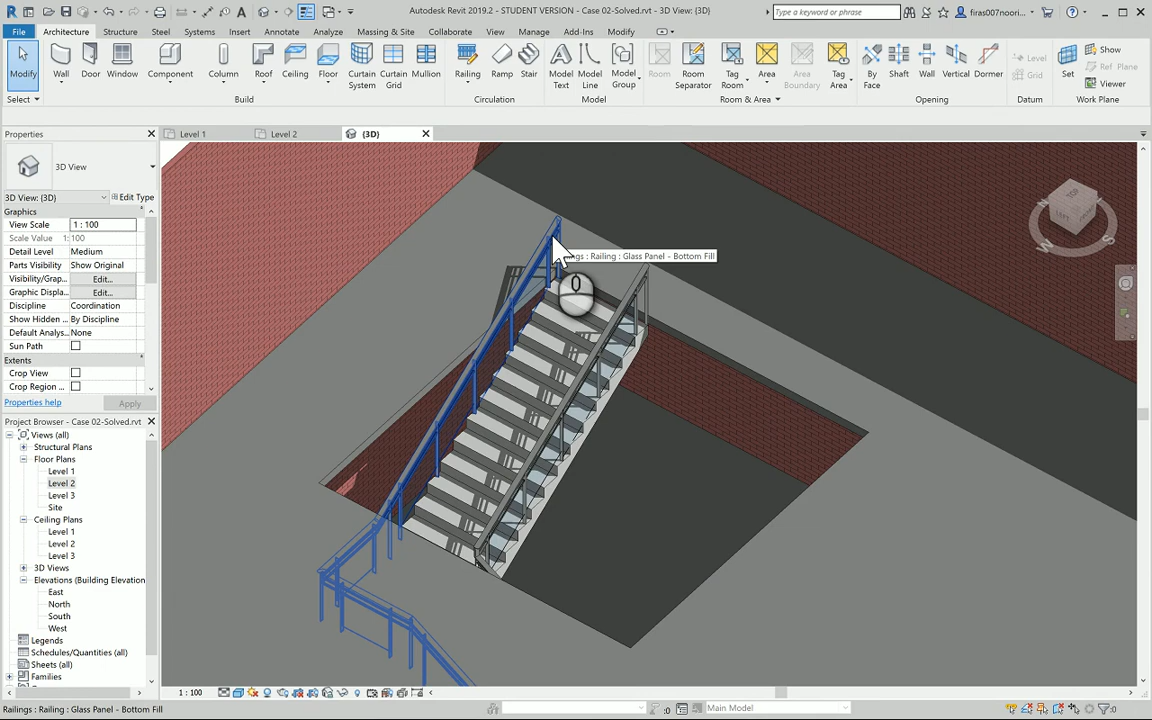 Autodesk Revit 2019.2 - STUDENT VERSION - Case 02-Solved.rvt - 3D View: {3D}
Type a keyword or phrase
firas007noori...
File Architecture Structure Steel Systems Insert Annotate Analyze Massing & Site Collaborate View Manage Add-Ins Modify
Modify Wall Door Window Component Column Roof Ceiling Floor Curtain System Curtain Grid Mullion Railing Ramp Stair Model Text Model Line Model Group Room Room Separator Tag Room Area Area Boundary Tag Area By Face Shaft Wall Vertical Dormer Level Grid Set Show Ref Plane Viewer
Select Build Circulation Model Room & Area Opening Datum Work Plane
Properties
Level 1 Level 2 {3D}
3D View
3D View: {3D} Edit Type
Graphics
View Scale 1 : 100
Scale Value 1: 100
Detail Level Medium
Parts Visibility Show Original
Visibility/Grap... Edit...
Graphic Displa... Edit...
Discipline Coordination
Show Hidden ... By Discipline
Default Analys... None
Sun Path
Extents
Crop View
Crop Region ...
Properties help Apply
Project Browser - Case 02-Solved.rvt
Views (all)
Structural Plans
Floor Plans
Level 1
Level 2
Level 3
Site
Ceiling Plans
Level 1
Level 2
Level 3
3D Views
Elevations (Building Elevation
East
North
South
West
Legends
Schedules/Quantities (all)
Sheets (all)
Families
ngs : Railing : Glass Panel - Bottom Fill
TOP
LEFT
W
S
1 : 100
Railings : Railing : Glass Panel - Bottom Fill
:0
Main Model
:0